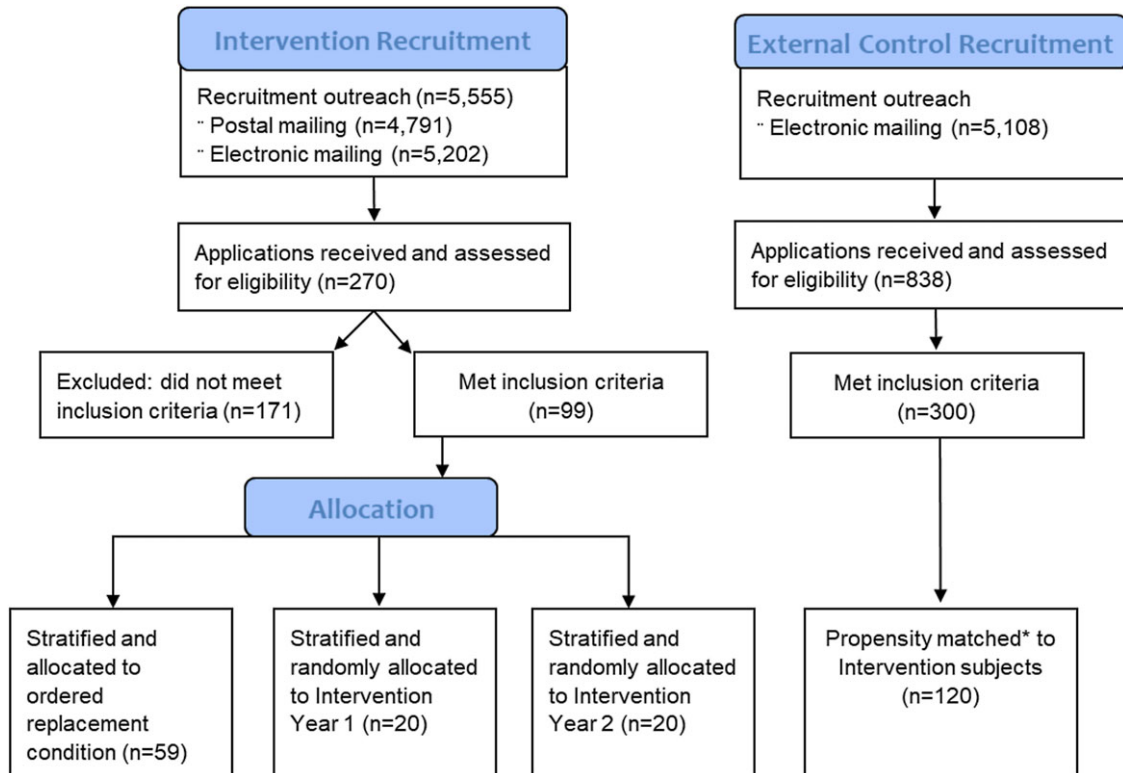 Intervention Recruitment
Recruitment outreach (n=5,555)
¨ Postal mailing (n=4,791)
¨ Electronic mailing (n=5,202)
Applications received and assessed
for eligibility (n=270)
Excluded: did not meet
inclusion criteria (n=171)
Met inclusion criteria
(n=99)
Allocation
Stratified and
allocated to
ordered
replacement
condition (n=59)
Stratified and
randomly allocated
to Intervention
Year 1 (n=20)
Stratified and
randomly allocated
to Intervention
Year 2 (n=20)
External Control Recruitment
Recruitment outreach
¨ Electronic mailing (n=5,108)
Applications received and assessed
for eligibility (n=838)
Met inclusion criteria
(n=300)
Propensity matched* to
Intervention subjects
(n=120)